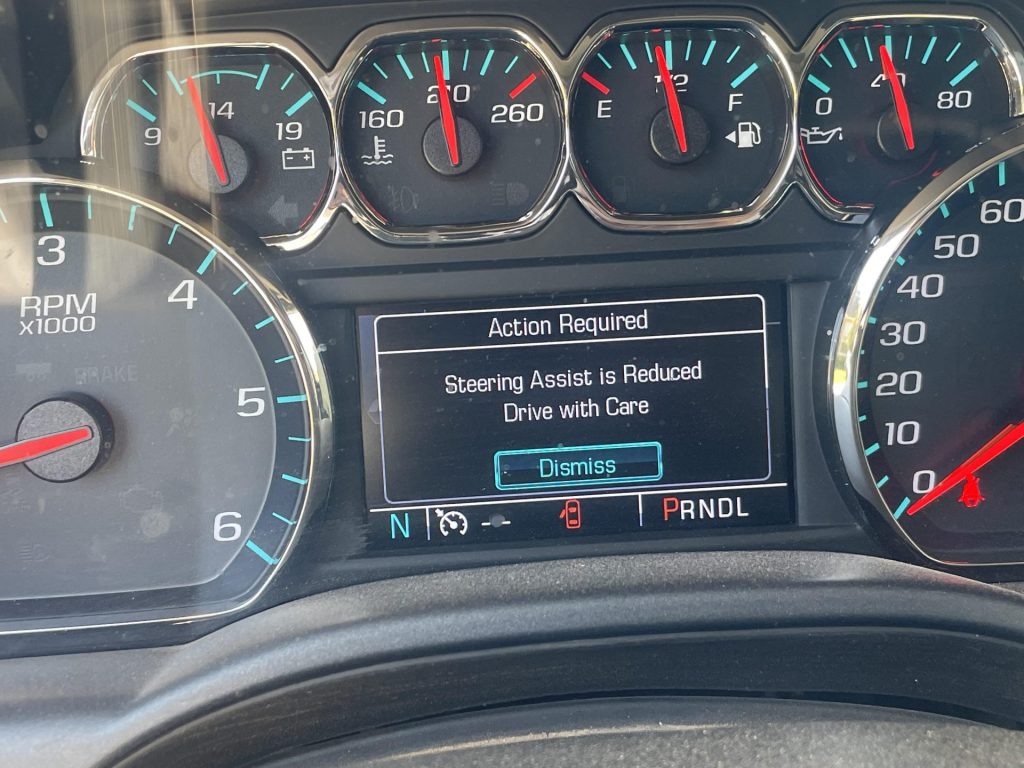 14
9
19
210
160
260
1/2
E
F
40
0
80
3
4
5
6
RPM
x1000
BRAKE
Action Required
Steering Assist is Reduced
Drive with Care
Dismiss
N
PRNDL
60
50
40
30
20
10
0